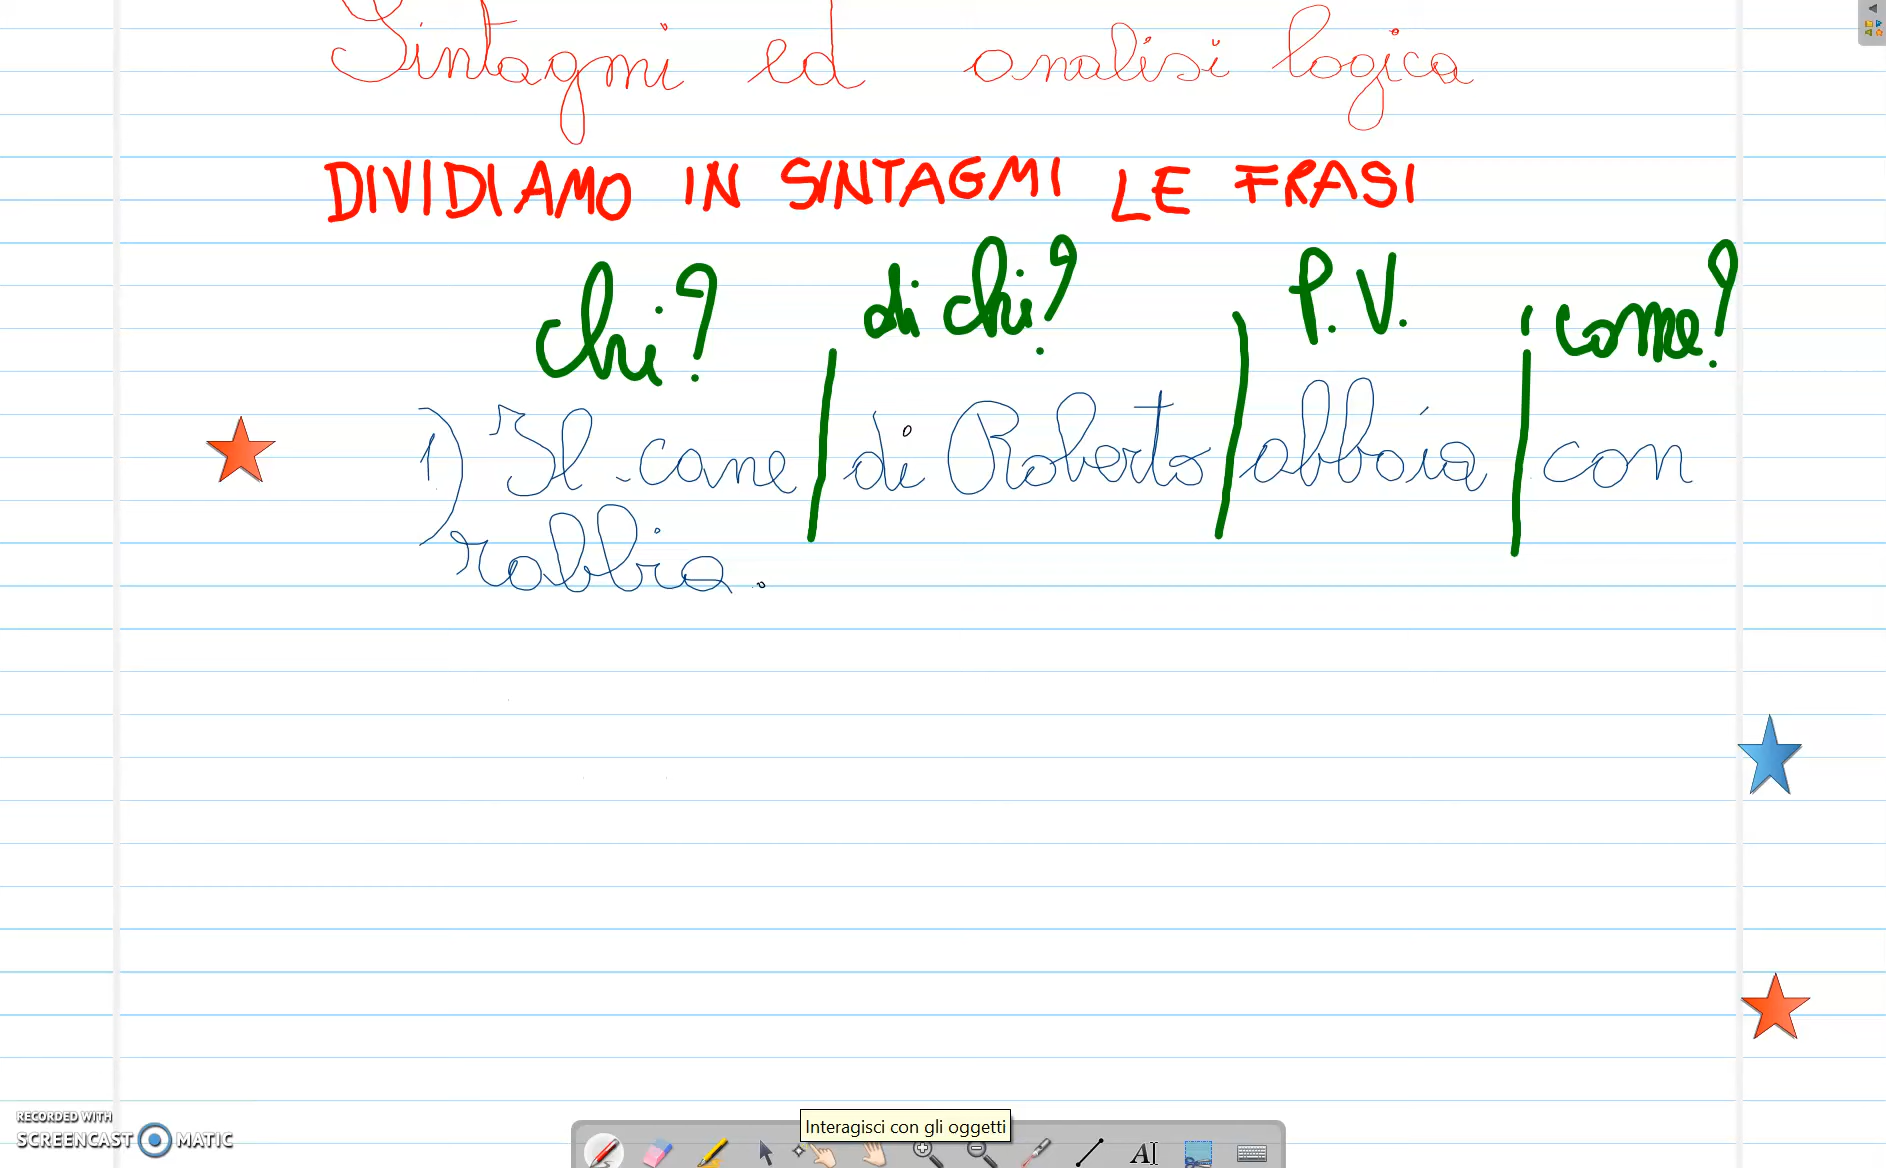 Sintagmi ed analisi logica
DIVIDIAMO IN SINTAGMI LE FRASI
chi? di chi? P.V. come?
1) Il cane / di Roberto / abbaia / con
rabbia.
Interagisci con gli oggetti
RECORDED WITH
SCREENCAST MATIC